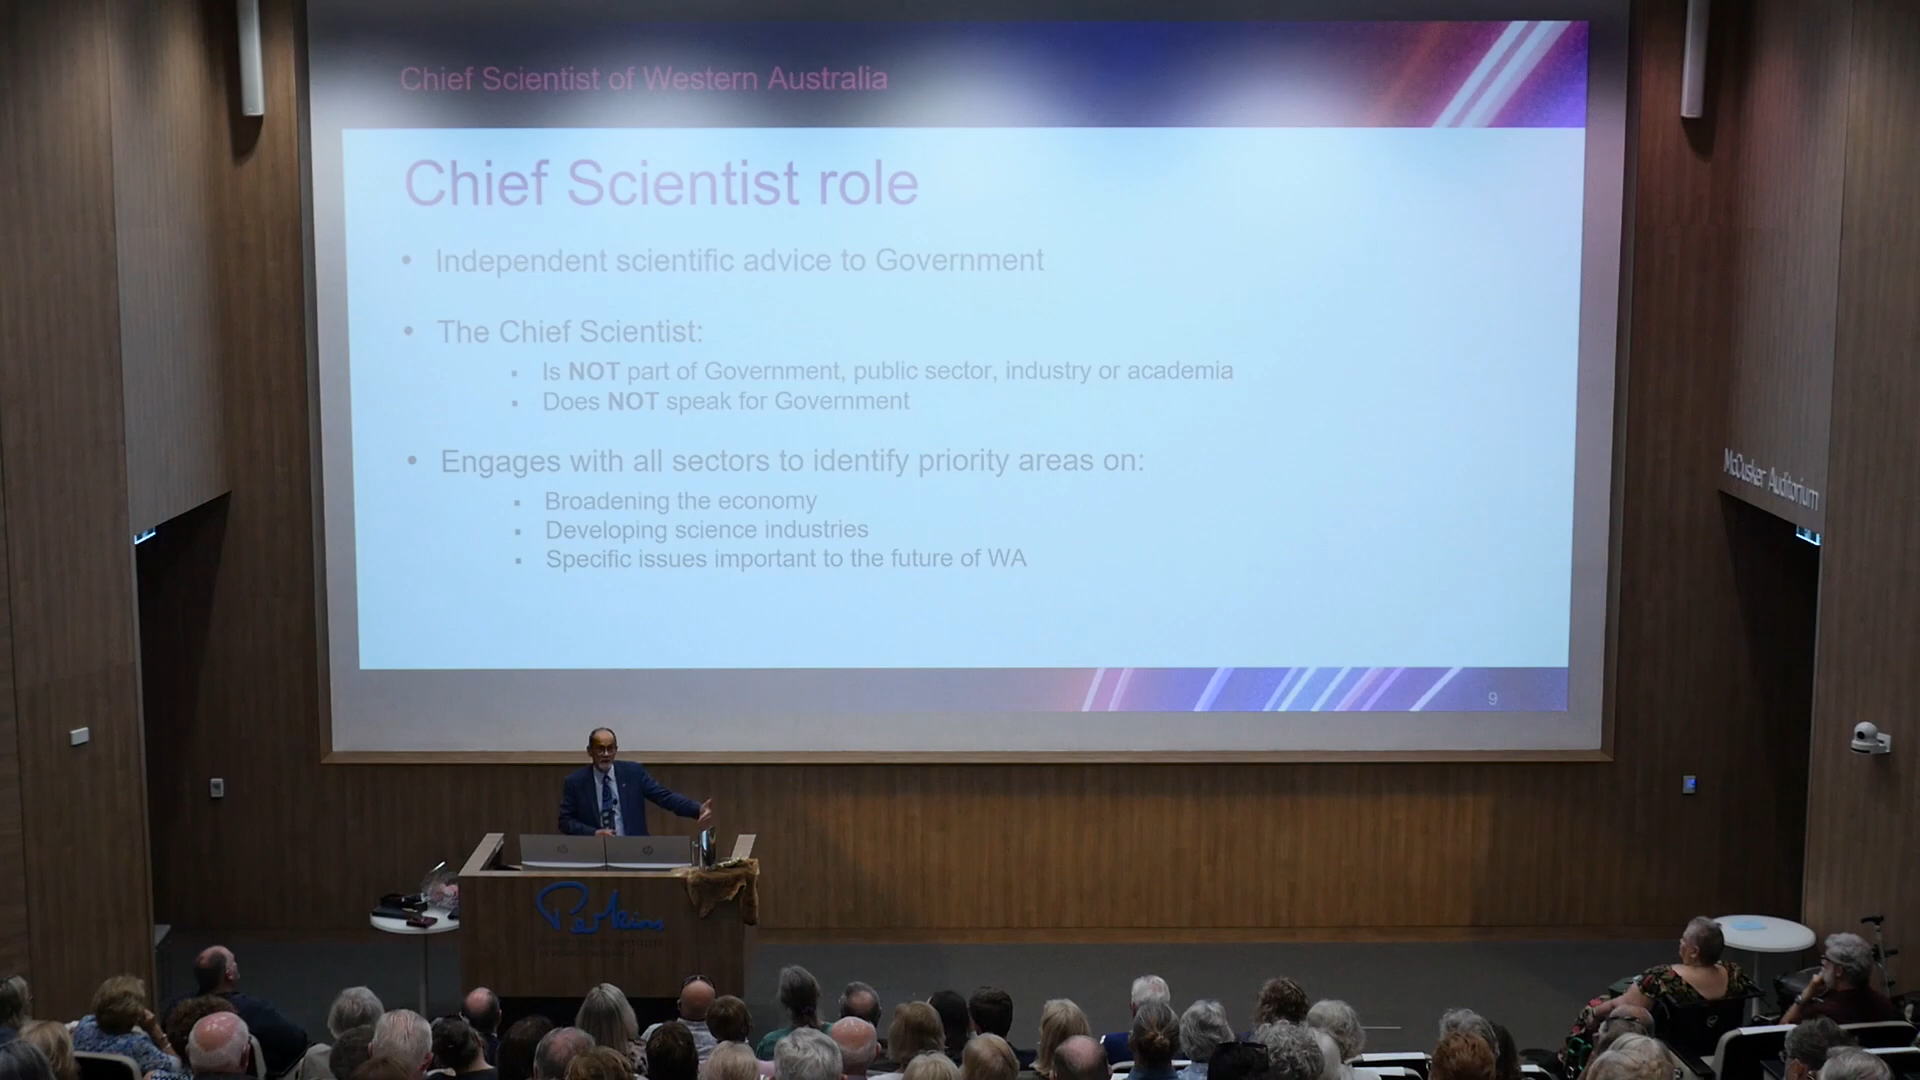 Chief Scientist of Western Australia
Chief Scientist role
• Independent scientific advice to Government
• The Chief Scientist:
▪ Is NOT part of Government, public sector, industry or academia
▪ Does NOT speak for Government
• Engages with all sectors to identify priority areas on:
▪ Broadening the economy
▪ Developing science industries
▪ Specific issues important to the future of WA
9
McCusker Auditorium
Perkins